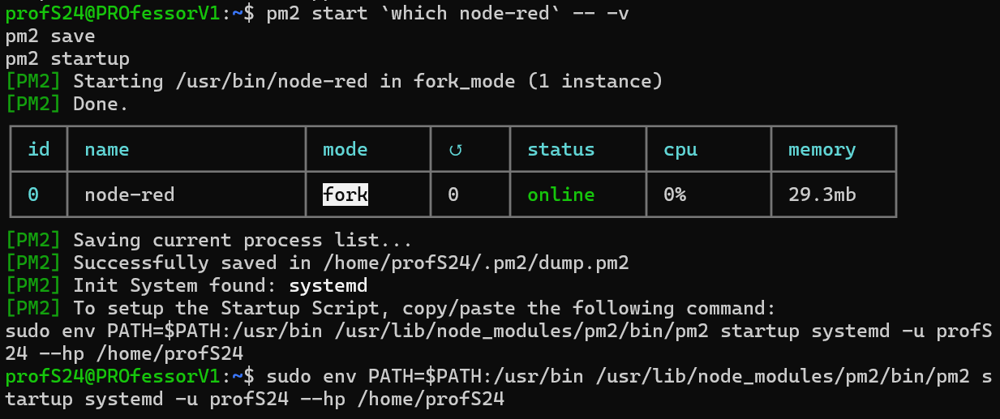 profS24@PROfessorV1:~$ pm2 start `which node-red` -- -v
pm2 save
pm2 startup
[PM2] Starting /usr/bin/node-red in fork_mode (1 instance)
[PM2] Done.
id name mode ↺ status cpu memory
0 node-red fork 0 online 0% 29.3mb
[PM2] Saving current process list...
[PM2] Successfully saved in /home/profS24/.pm2/dump.pm2
[PM2] Init System found: systemd
[PM2] To setup the Startup Script, copy/paste the following command:
sudo env PATH=$PATH:/usr/bin /usr/lib/node_modules/pm2/bin/pm2 startup systemd -u profS
24 --hp /home/profS24
profS24@PROfessorV1:~$ sudo env PATH=$PATH:/usr/bin /usr/lib/node_modules/pm2/bin/pm2 s
tartup systemd -u profS24 --hp /home/profS24